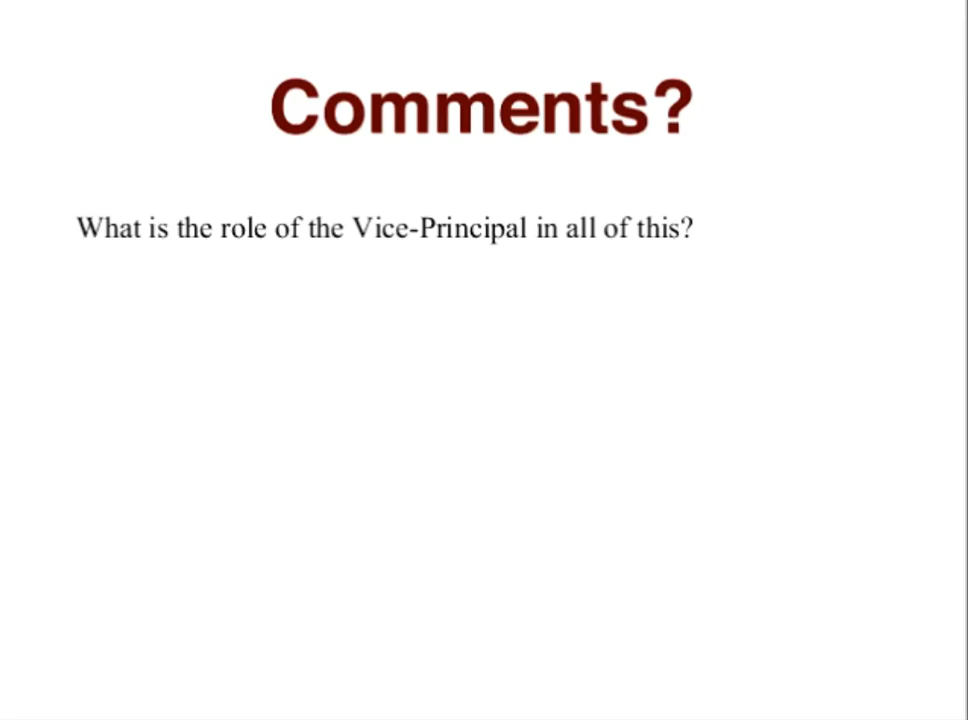 Comments?
What is the role of the Vice-Principal in all of this?